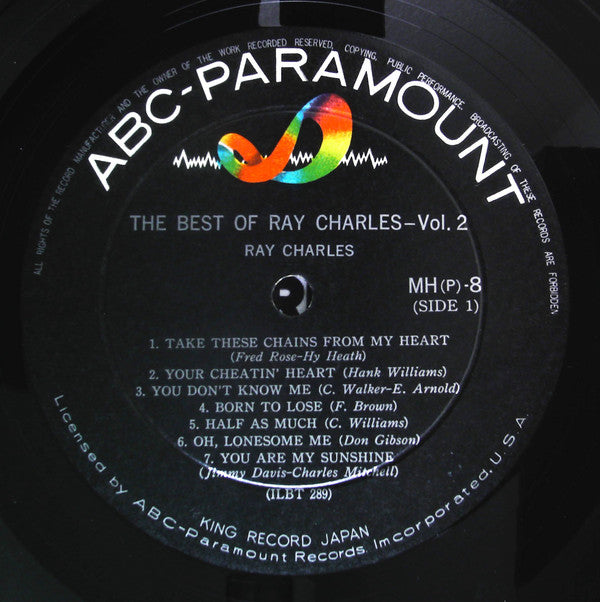 ALL RIGHTS OF THE RECORD MANUFACTURER AND THE OWNER OF THE WORK RECORDED RESERVED, COPYING, PUBLIC PERFORMANCE, BROADCASTING OF THESE RECORDS ARE FORBIDDEN
ABC-PARAMOUNT
THE BEST OF RAY CHARLES–Vol. 2
RAY CHARLES
MH(P)-8
(SIDE 1)
1. TAKE THESE CHAINS FROM MY HEART
(Fred Rose-Hy Heath)
2. YOUR CHEATIN' HEART (Hank Williams)
3. YOU DON'T KNOW ME (C. Walker-E. Arnold)
4. BORN TO LOSE (F. Brown)
5. HALF AS MUCH (C. Williams)
6. OH, LONESOME ME (Don Gibson)
7. YOU ARE MY SUNSHINE
(Jimmy Davis-Charles Mitchell)
(ILBT 289)
KING RECORD JAPAN
Licensed by ABC-Paramount Records. Incorporated, U.S.A.